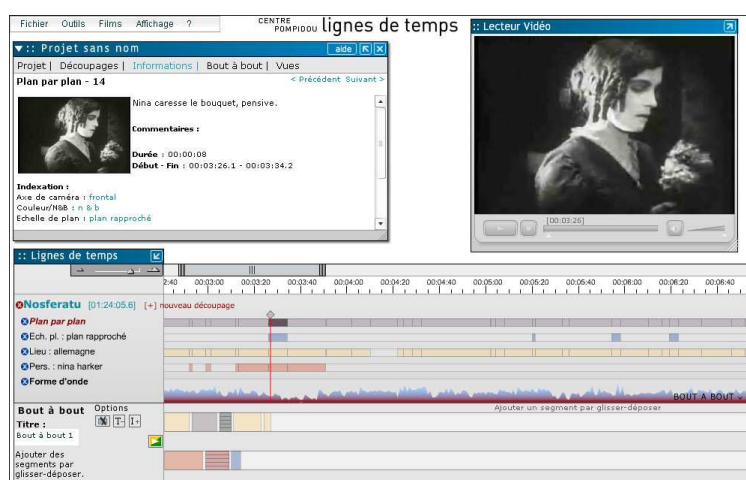 Fichier Outils Films Affichage ?
CENTRE
POMPIDOU lignes de temps
:: Lecteur Vidéo
:: Projet sans nom
aide
Projet | Découpages | Informations | Bout à bout | Vues
Plan par plan - 14
< Précédent Suivant >
Nina caresse le bouquet, pensive.
Commentaires :
Durée : 00:00:08
Début - Fin : 00:03:26.1 - 00:03:34.2
Indexation :
Axe de caméra : frontal
Couleur/N&B : n & b
Echelle de plan : plan rapproché
[00:03:26]
:: Lignes de temps
2:40 00:03:00 00:03:20 00:03:40 00:04:00 00:04:20 00:04:40 00:05:00 00:05:20 00:05:40 00:06:00 00:06:20 00:06:40
Nosferatu [01:24:05.6] [+] nouveau découpage
Plan par plan
Ech. pl. : plan rapproché
Lieu : allemagne
Pers. : nina harker
Forme d'onde
BOUT A BOUT
Bout à bout Options
Ajouter un segment par glisser-déposer
Titre :
T- I+
Bout à bout 1
Ajouter des
segments par
glisser-déposer.